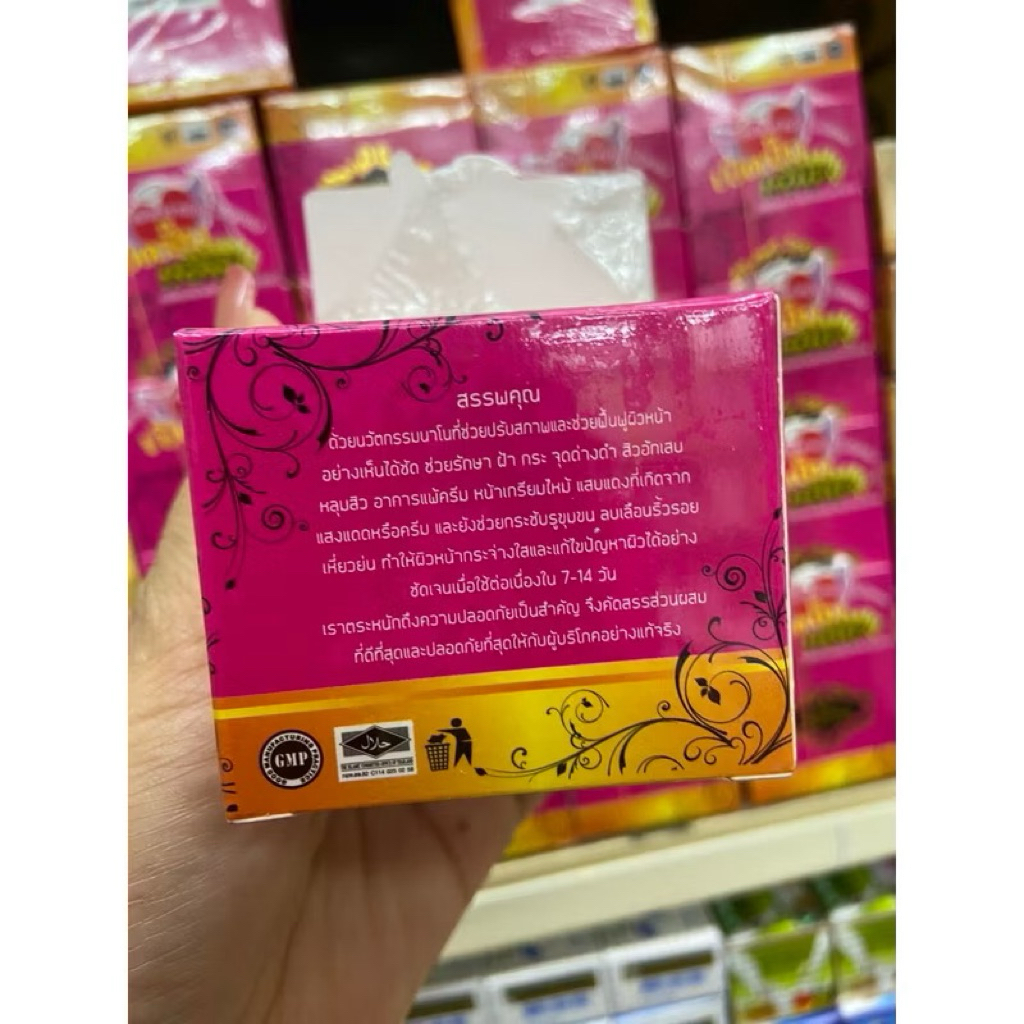 สรรพคุณ
ด้วยนวัตกรรมนาโนที่ช่วยปรับสภาพและช่วยฟื้นฟูผิวหน้า
อย่างเห็นได้ชัด ช่วยรักษา ฝ้า กระ จุดด่างดำ สิวอักเสบ
หลุมสิว อาการแพ้ครีม หน้าเกรียมไหม้ แสบแดงที่เกิดจาก
แสงแดดหรือครีม และยังช่วยกระชับรูขุมขน ลบเลือนริ้วรอย
เหี่ยวย่น ทำให้ผิวหน้ากระจ่างใสและแก้ไขปัญหาผิวได้อย่าง
ชัดเจนเมื่อใช้ต่อเนื่องใน 7-14 วัน
เราตระหนักถึงความปลอดภัยเป็นสำคัญ จึงคัดสรรส่วนผสม
ที่ดีที่สุดและปลอดภัยที่สุดให้กับผู้บริโภคอย่างแท้จริง
GOOD MANUFACTURING PRACTICE
GMP
حلال